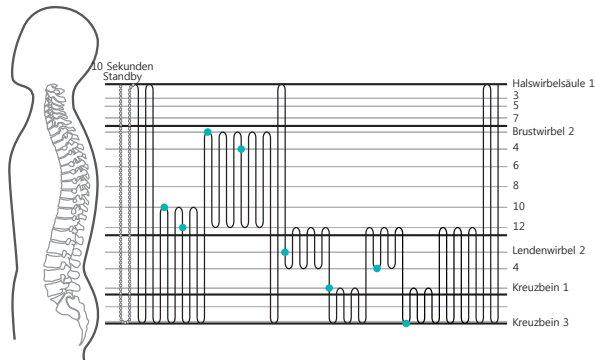 10 Sekunden
Standby
Halswirbelsäule 1
3
5
7
Brustwirbel 2
4
6
8
10
12
Lendenwirbel 2
4
Kreuzbein 1
Kreuzbein 3